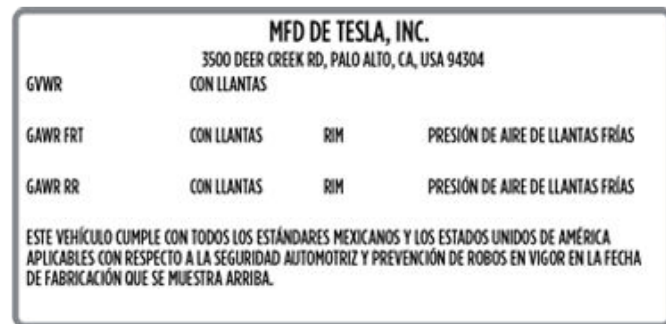 MFD DE TESLA, INC.
3500 DEER CREEK RD, PALO ALTO, CA, USA 94304
GVWR CON LLANTAS
GAWR FRT CON LLANTAS RIM PRESIÓN DE AIRE DE LLANTAS FRÍAS
GAWR RR CON LLANTAS RIM PRESIÓN DE AIRE DE LLANTAS FRÍAS
ESTE VEHÍCULO CUMPLE CON TODOS LOS ESTÁNDARES MEXICANOS Y LOS ESTADOS UNIDOS DE AMÉRICA
APLICABLES CON RESPECTO A LA SEGURIDAD AUTOMOTRIZ Y PREVENCIÓN DE ROBOS EN VIGOR EN LA FECHA
DE FABRICACIÓN QUE SE MUESTRA ARRIBA.